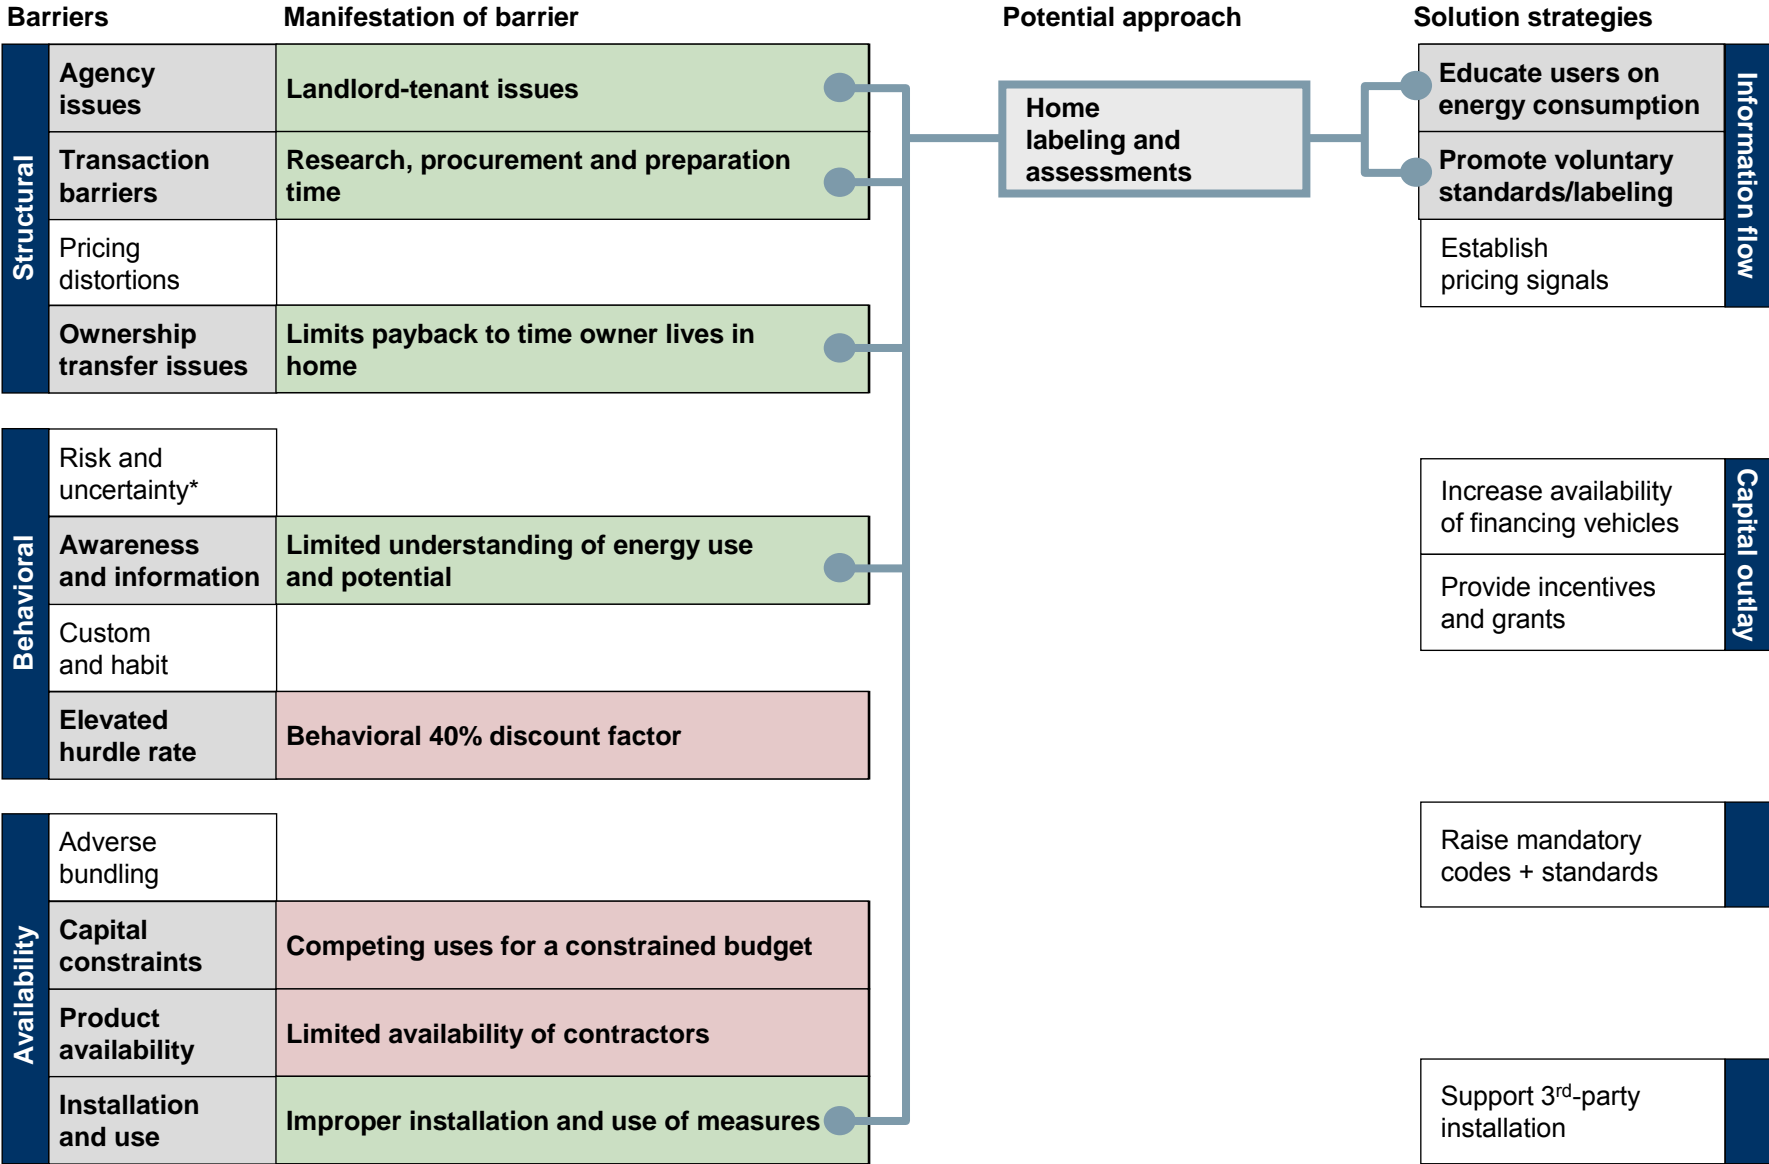 Barriers
Manifestation of barrier
Potential approach
Solution strategies
Structural
Agency
issues
Landlord-tenant issues
Transaction
barriers
Research, procurement and preparation
time
Pricing
distortions
Ownership
transfer issues
Limits payback to time owner lives in
home
Behavioral
Risk and
uncertainty*
Awareness
and information
Limited understanding of energy use
and potential
Custom
and habit
Elevated
hurdle rate
Behavioral 40% discount factor
Availability
Adverse
bundling
Capital
constraints
Competing uses for a constrained budget
Product
availability
Limited availability of contractors
Installation
and use
Improper installation and use of measures
Home
labeling and
assessments
Educate users on
energy consumption
Promote voluntary
standards/labeling
Establish
pricing signals
Information flow
Increase availability
of financing vehicles
Provide incentives
and grants
Capital outlay
Raise mandatory
codes + standards
Support 3rd-party
installation